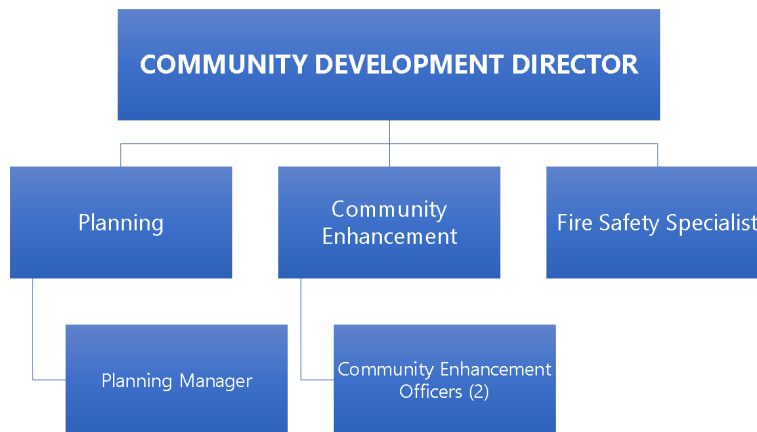 COMMUNITY DEVELOPMENT DIRECTOR
Planning
Community
Enhancement
Fire Safety Specialist
Planning Manager
Community Enhancement
Officers (2)